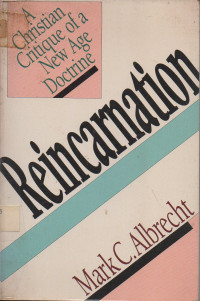 A
Christian
Critique of a
New Age
Doctrine
Reincarnation
Mark C. Albrecht